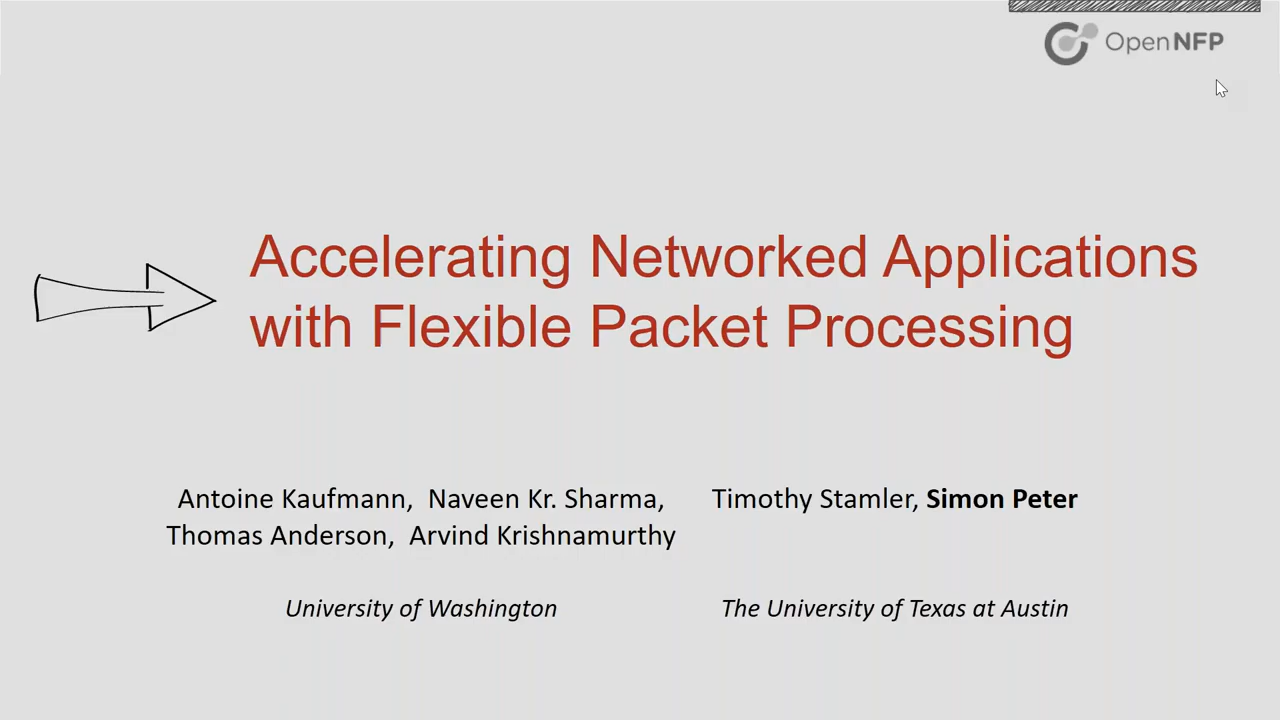 OpenNFP
Accelerating Networked Applications
with Flexible Packet Processing
Antoine Kaufmann, Naveen Kr. Sharma,
Thomas Anderson, Arvind Krishnamurthy
University of Washington
Timothy Stamler, Simon Peter
The University of Texas at Austin